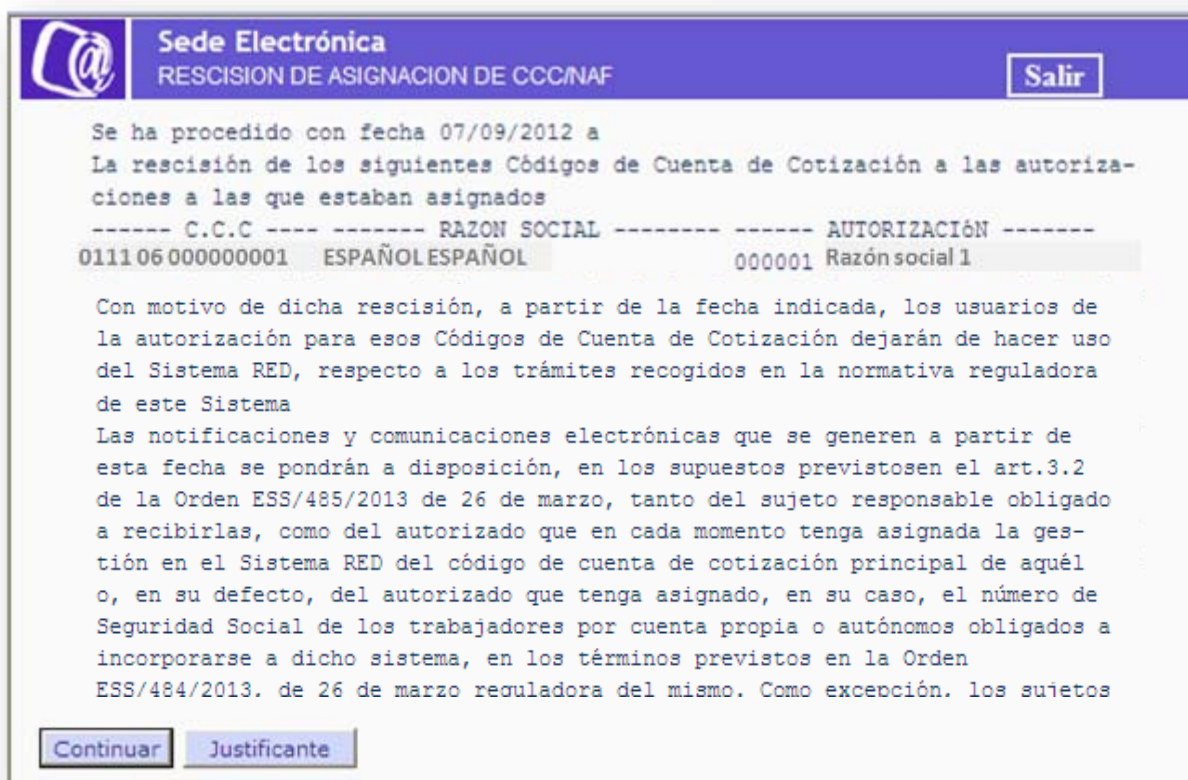 Sede Electrónica
RESCISION DE ASIGNACION DE CCC/NAF
Salir
Se ha procedido con fecha 07/09/2012 a
La rescisión de los siguientes Códigos de Cuenta de Cotización a las autoriza-
ciones a las que estaban asignados
------ C.C.C ---- ------- RAZON SOCIAL -------- ------ AUTORIZACIóN -------
0111 06 000000001 ESPAÑOL ESPAÑOL 000001 Razón social 1
Con motivo de dicha rescisión, a partir de la fecha indicada, los usuarios de
la autorización para esos Códigos de Cuenta de Cotización dejarán de hacer uso
del Sistema RED, respecto a los trámites recogidos en la normativa reguladora
de este Sistema
Las notificaciones y comunicaciones electrónicas que se generen a partir de
esta fecha se pondrán a disposición, en los supuestos previstosen el art.3.2
de la Orden ESS/485/2013 de 26 de marzo, tanto del sujeto responsable obligado
a recibirlas, como del autorizado que en cada momento tenga asignada la ges-
tión en el Sistema RED del código de cuenta de cotización principal de aquél
o, en su defecto, del autorizado que tenga asignado, en su caso, el número de
Seguridad Social de los trabajadores por cuenta propia o autónomos obligados a
incorporarse a dicho sistema, en los términos previstos en la Orden
ESS/484/2013, de 26 de marzo reguladora del mismo. Como excepción, los sujetos
Continuar Justificante